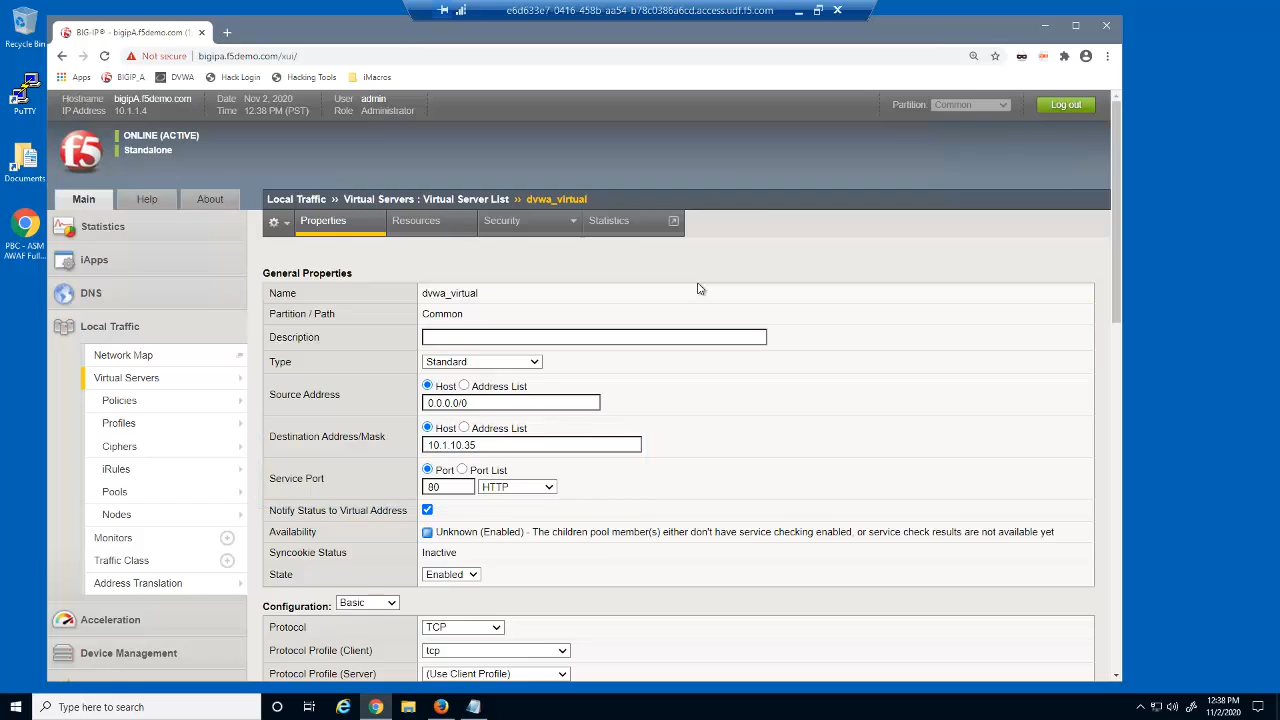 e6d633e7-0416-458b-aa54-b78c0386a6cd.access.udf.f5.com
Recycle Bin
PuTTY
Documents
PBC - ASM
AWAF Full...
BIG-IP® - bigipA.f5demo.com (1
Not secure | bigipa.f5demo.com/xui/
Apps BIGIP_A DVWA Hack Login Hacking Tools iMacros
Hostname bigipA.f5demo.com Date Nov 2, 2020 User admin
IP Address 10.1.1.4 Time 12:38 PM (PST) Role Administrator
Partition: Common Log out
f5
ONLINE (ACTIVE)
Standalone
Main Help About
Local Traffic ›› Virtual Servers : Virtual Server List ›› dvwa_virtual
Properties Resources Security Statistics
Statistics
iApps
DNS
Local Traffic
Network Map
Virtual Servers
Policies
Profiles
Ciphers
iRules
Pools
Nodes
Monitors
Traffic Class
Address Translation
Acceleration
Device Management
General Properties
Name dvwa_virtual
Partition / Path Common
Description
Type Standard
Source Address Host Address List
0.0.0.0/0
Destination Address/Mask Host Address List
10.1.10.35
Service Port Port Port List
80 HTTP
Notify Status to Virtual Address
Availability Unknown (Enabled) - The children pool member(s) either don't have service checking enabled, or service check results are not available yet
Syncookie Status Inactive
State Enabled
Configuration: Basic
Protocol TCP
Protocol Profile (Client) tcp
Protocol Profile (Server) (Use Client Profile)
Type here to search
12:38 PM
11/2/2020